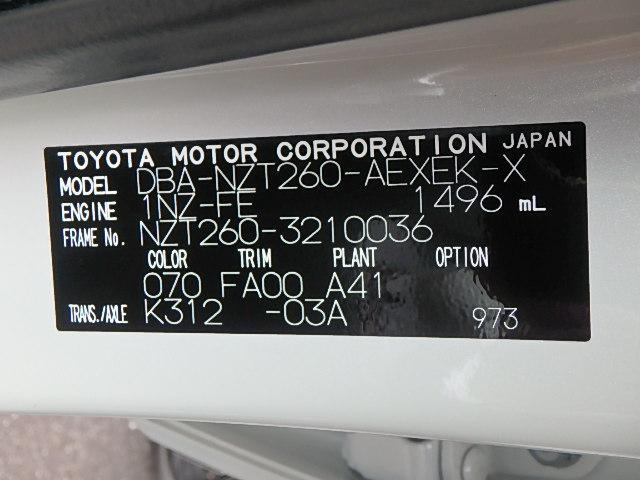 TOYOTA MOTOR CORPORATION JAPAN
MODEL DBA-NZT260-AEXEK-X
ENGINE 1NZ-FE 1496 mL
FRAME No. NZT260-3210036
COLOR TRIM PLANT OPTION
070 FA00 A41
TRANS./AXLE K312 -03A 973